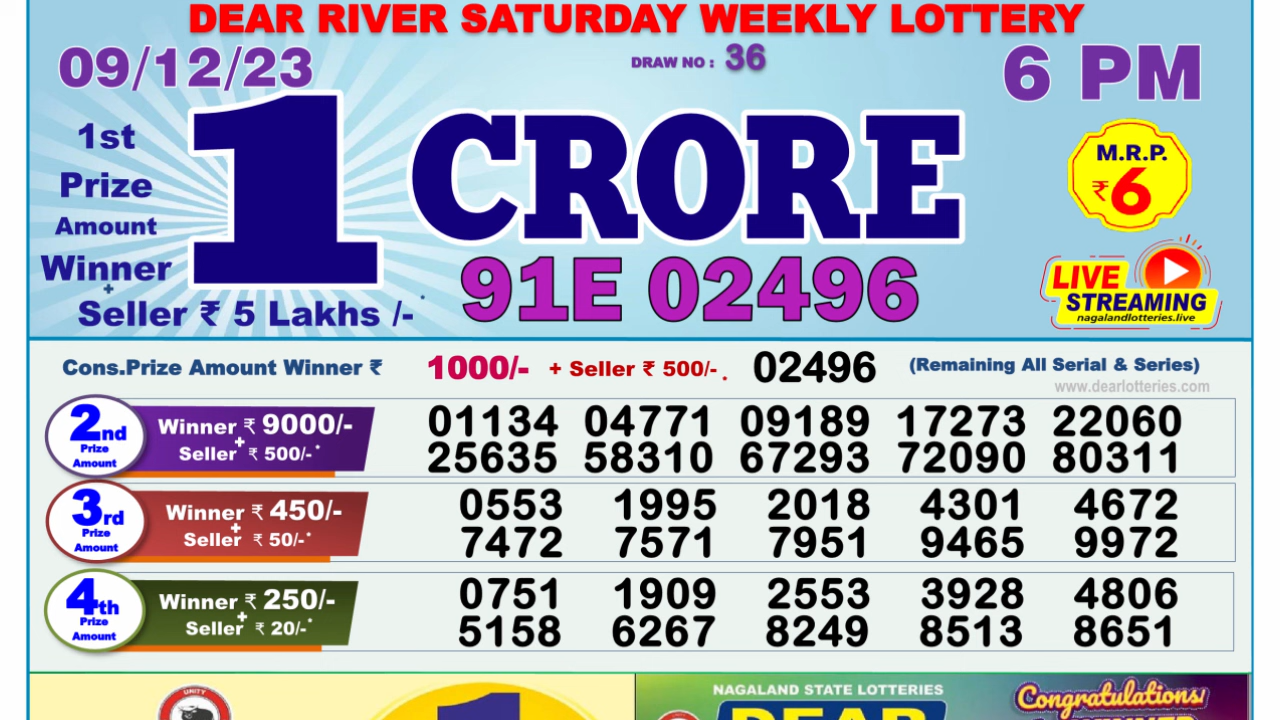 DEAR RIVER SATURDAY WEEKLY LOTTERY
09/12/23 DRAW NO : 36 6 PM
1st
Prize
Amount
Winner
+
Seller ₹ 5 Lakhs /-
1 CRORE
91E 02496
M.R.P.
₹6
LIVE
STREAMING
nagalandlotteries.live
Cons.Prize Amount Winner ₹ 1000/- + Seller ₹ 500/-. 02496 (Remaining All Serial & Series)
www.dearlotteries.com
2nd
Prize
Amount
Winner ₹ 9000/-
+
Seller ₹ 500/-*
01134 04771 09189 17273 22060
25635 58310 67293 72090 80311
3rd
Prize
Amount
Winner ₹ 450/-
+
Seller ₹ 50/-*
0553 1995 2018 4301 4672
7472 7571 7951 9465 9972
4th
Prize
Amount
Winner ₹ 250/-
+
Seller ₹ 20/-*
0751 1909 2553 3928 4806
5158 6267 8249 8513 8651
UNITY
1
NAGALAND STATE LOTTERIES
DEAR
Congratulations!